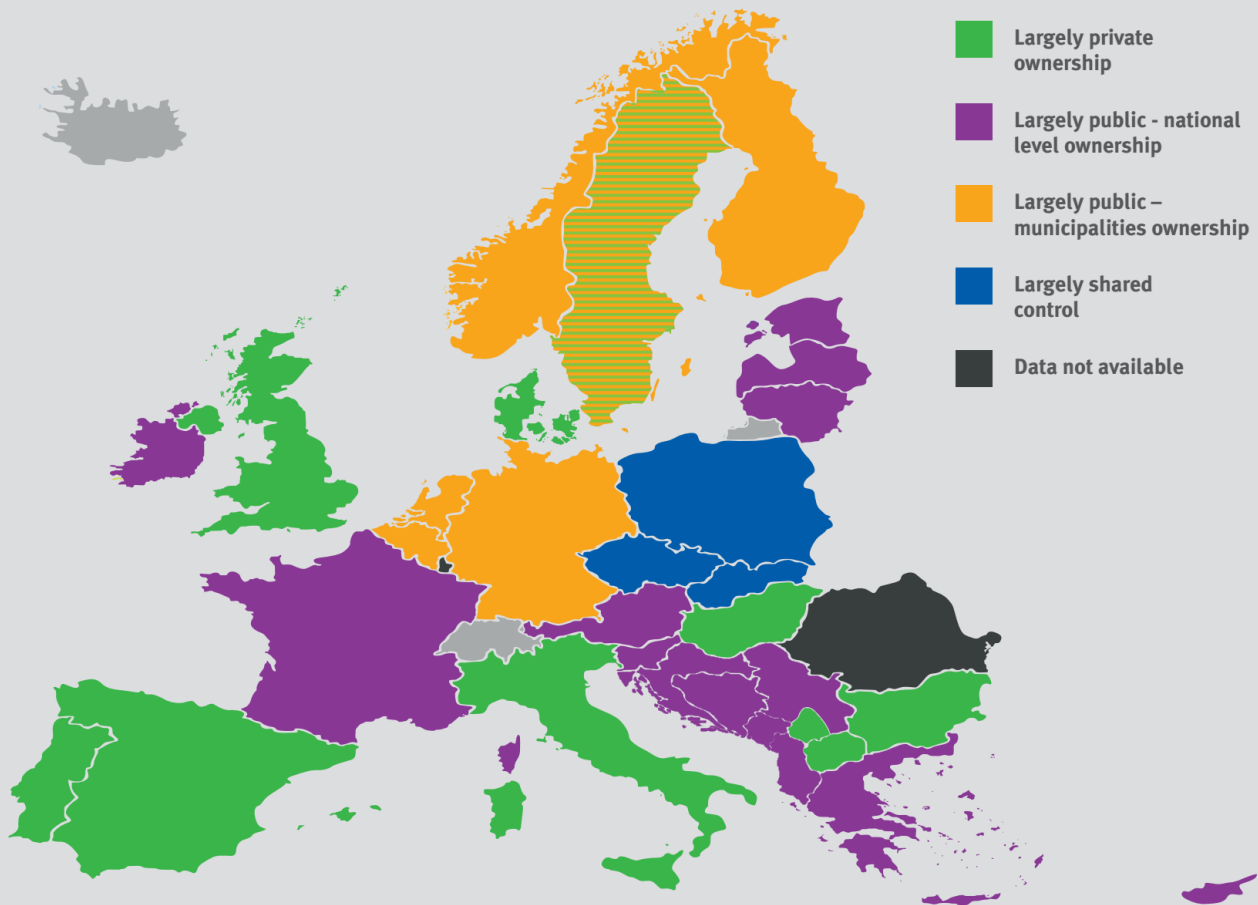 Largely private
ownership
Largely public - national
level ownership
Largely public –
municipalities ownership
Largely shared
control
Data not available